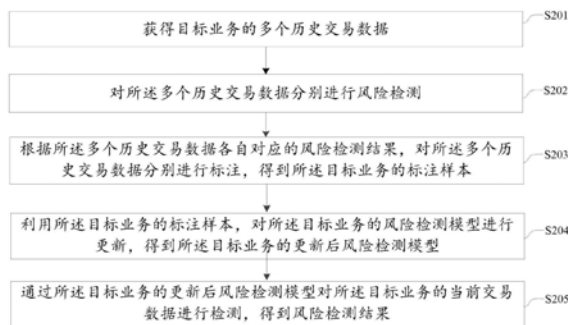 获得目标业务的多个历史交易数据
S201
对所述多个历史交易数据分别进行风险检测
S202
根据所述多个历史交易数据各自对应的风险检测结果，对所述多个历
史交易数据分别进行标注，得到所述目标业务的标注样本
S203
利用所述目标业务的标注样本，对所述目标业务的风险检测模型进行
更新，得到所述目标业务的更新后风险检测模型
S204
通过所述目标业务的更新后风险检测模型对所述目标业务的当前交易
数据进行检测，得到风险检测结果
S205